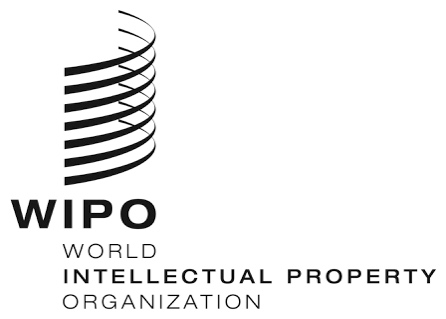 WIPO
WORLD
INTELLECTUAL PROPERTY
ORGANIZATION